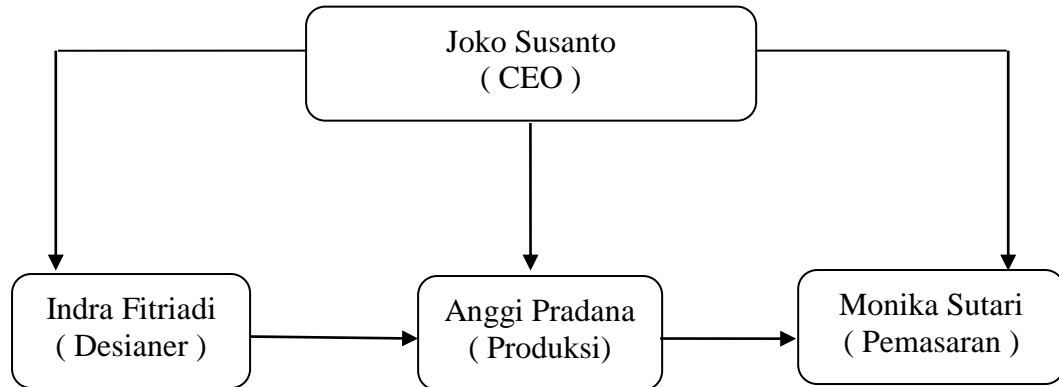 Joko Susanto
( CEO )
Indra Fitriadi
( Desianer )
Anggi Pradana
( Produksi)
Monika Sutari
( Pemasaran )